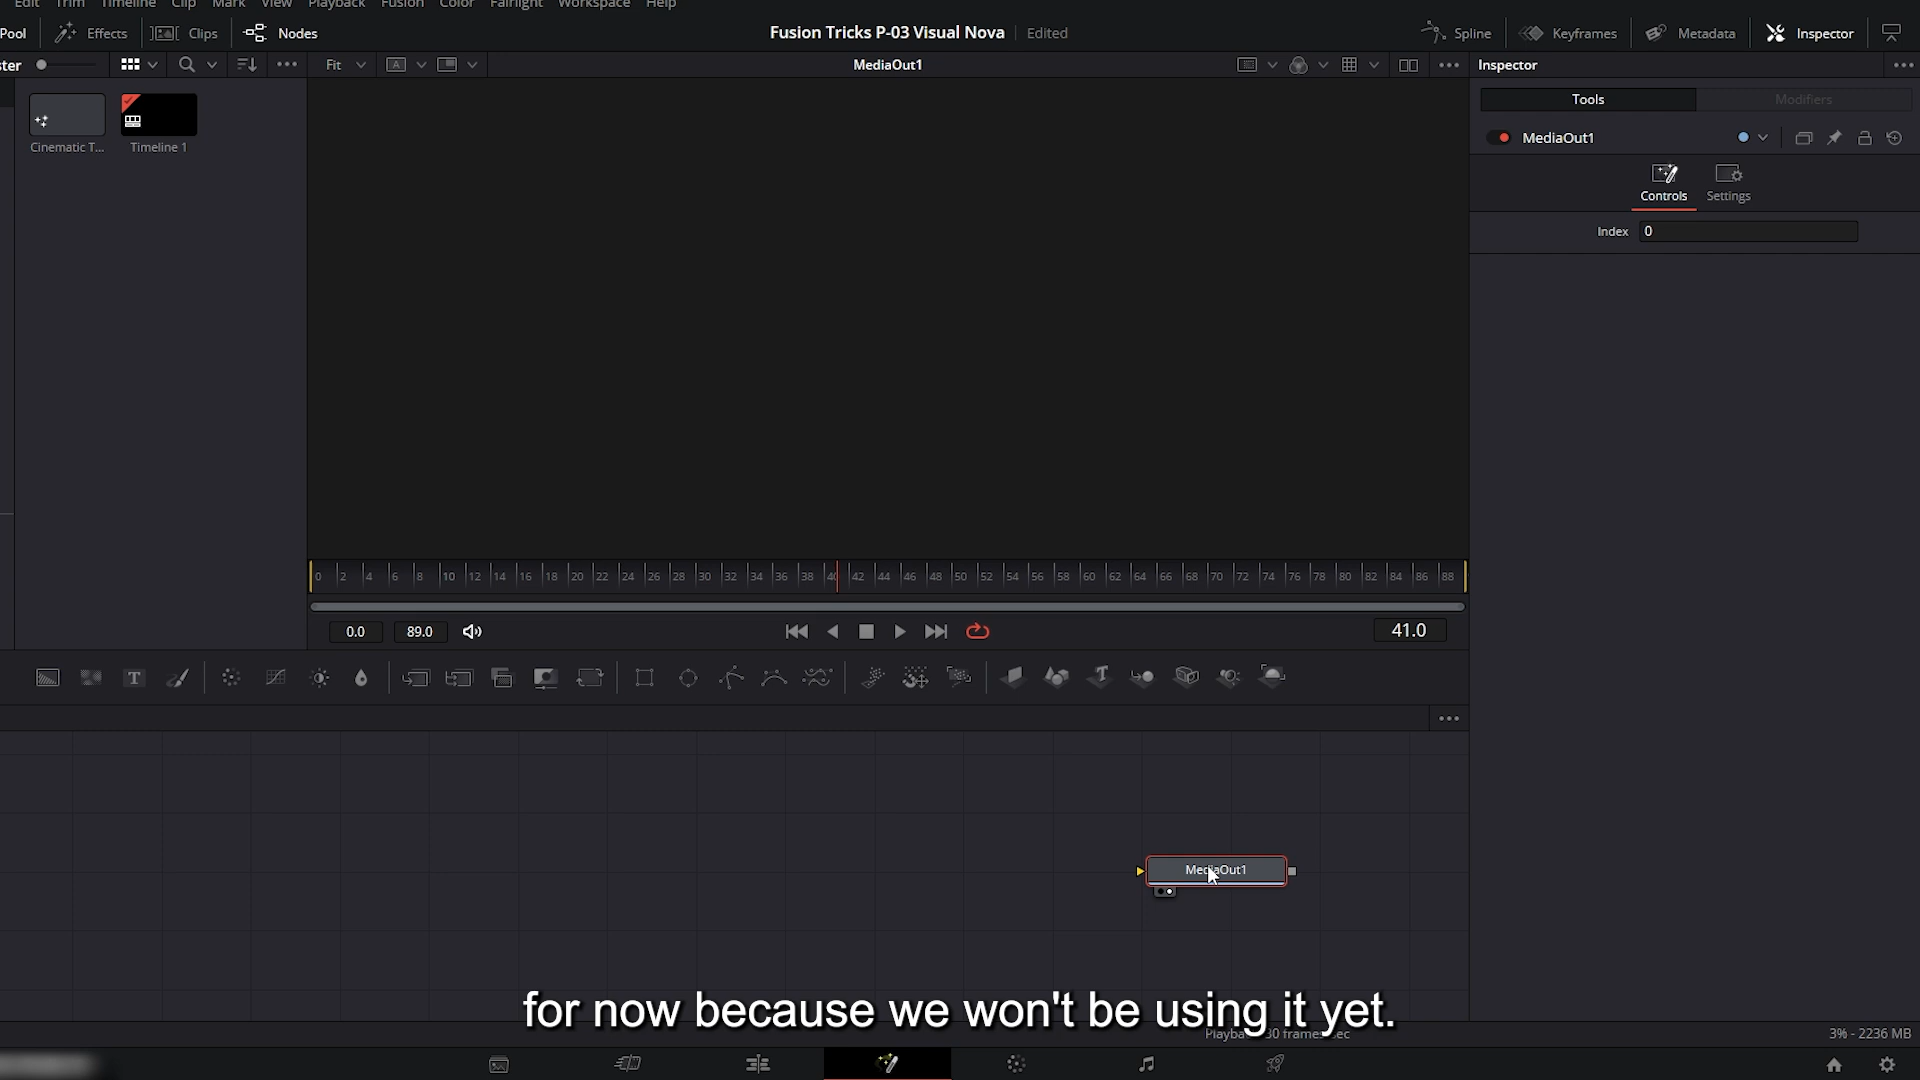 Edit Trim Timeline Clip Mark View Playback Fusion Color Fairlight Workspace Help
Pool Effects Clips Nodes Fusion Tricks P-03 Visual Nova Edited Spline Keyframes Metadata Inspector
ster Fit A MediaOut1 Inspector
Tools Modifiers
MediaOut1
Cinematic T... Timeline 1
Controls Settings
Index 0
0 2 4 6 8 10 12 14 16 18 20 22 24 26 28 30 32 34 36 38 40 42 44 46 48 50 52 54 56 58 60 62 64 66 68 70 72 74 76 78 80 82 84 86 88
0.0 89.0 41.0
T T
MediaOut1
for now because we won't be using it yet.
3% - 2236 MB